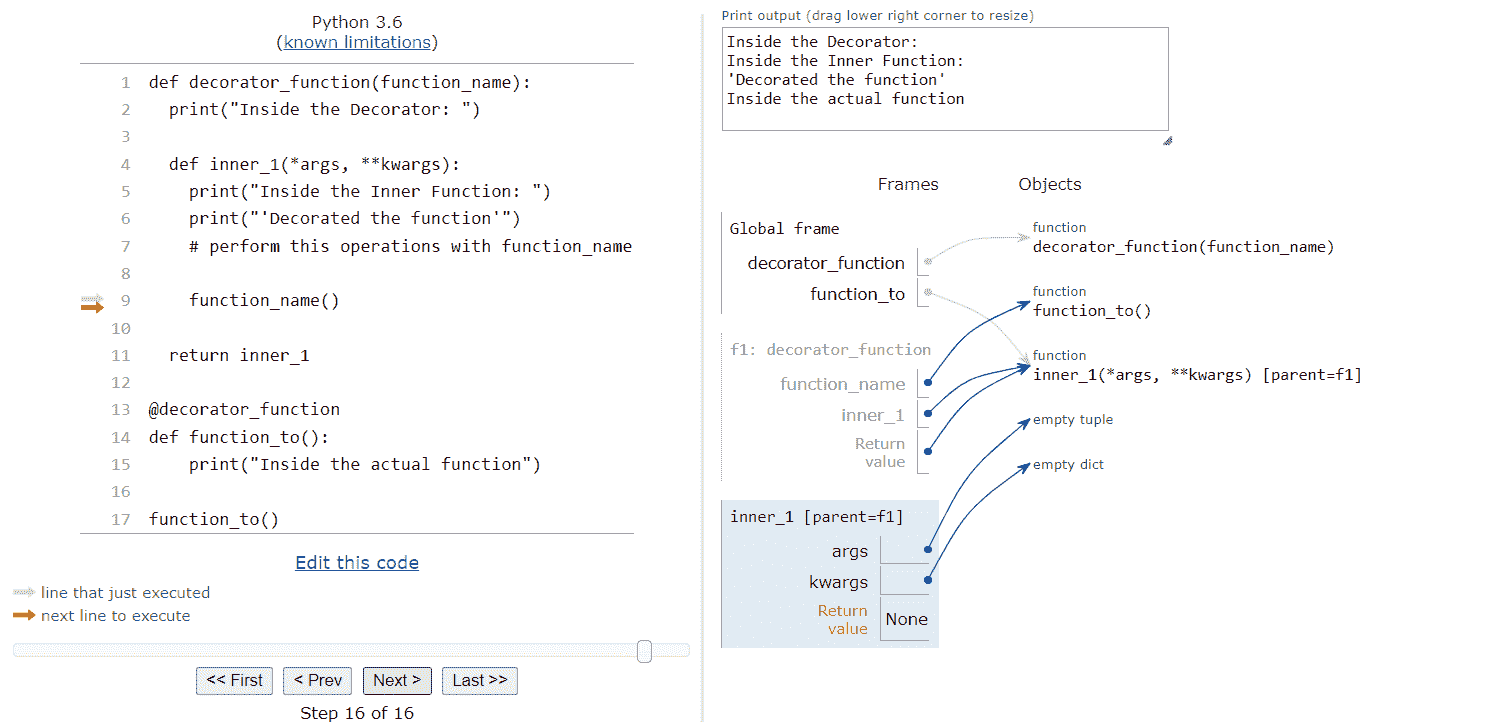 Python 3.6
(known limitations)
1 def decorator_function(function_name):
2   print("Inside the Decorator: ")
3
4   def inner_1(*args, **kwargs):
5     print("Inside the Inner Function: ")
6     print("'Decorated the function'")
7     # perform this operations with function_name
8
9     function_name()
10
11   return inner_1
12
13 @decorator_function
14 def function_to():
15     print("Inside the actual function")
16
17 function_to()
Edit this code
line that just executed
next line to execute
<< First < Prev Next > Last >>
Step 16 of 16
Print output (drag lower right corner to resize)
Inside the Decorator:
Inside the Inner Function:
'Decorated the function'
Inside the actual function
Frames Objects
Global frame
decorator_function
function_to
f1: decorator_function
function_name
inner_1
Return
value
inner_1 [parent=f1]
args
kwargs
Return
value None
function
decorator_function(function_name)
function
function_to()
function
inner_1(*args, **kwargs) [parent=f1]
empty tuple
empty dict